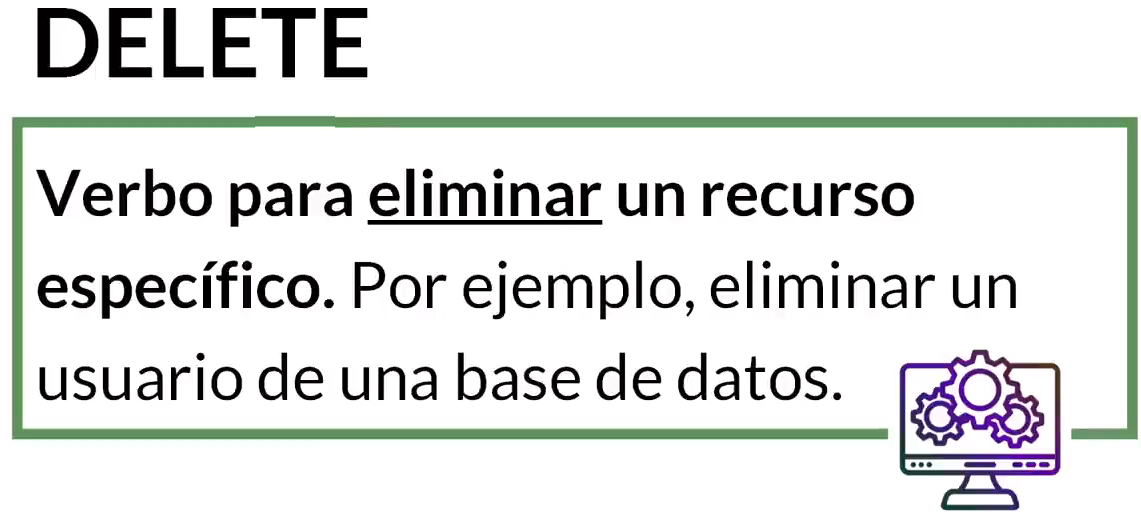 DELETE
Verbo para eliminar un recurso
específico. Por ejemplo, eliminar un
usuario de una base de datos.